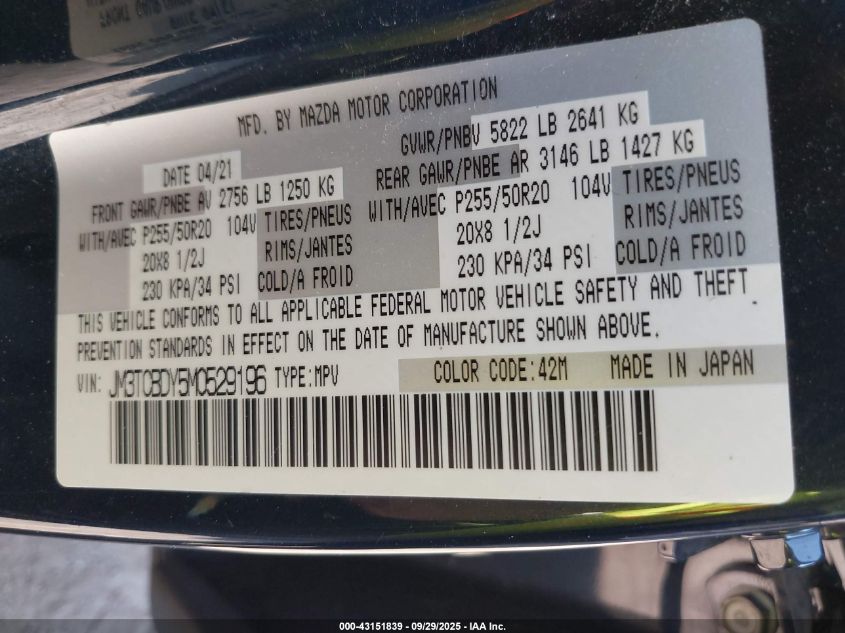 MFD. BY MAZDA MOTOR CORPORATION
DATE 04/21
GVWR/PNBV 5822 LB 2641 KG
FRONT GAWR/PNBE AV 2756 LB 1250 KG
REAR GAWR/PNBE AR 3146 LB 1427 KG
WITH/AVEC P255/50R20 104V TIRES/PNEUS
WITH/AVEC P255/50R20 104V TIRES/PNEUS
20X8 1/2J RIMS/JANTES
20X8 1/2J RIMS/JANTES
230 KPA/34 PSI COLD/A FROID
230 KPA/34 PSI COLD/A FROID
THIS VEHICLE CONFORMS TO ALL APPLICABLE FEDERAL MOTOR VEHICLE SAFETY AND THEFT
PREVENTION STANDARDS IN EFFECT ON THE DATE OF MANUFACTURE SHOWN ABOVE.
VIN: JM3TCBDY5M0529196 TYPE:MPV COLOR CODE:42M MADE IN JAPAN
000-43151839 - 09/29/2025 - IAA Inc.